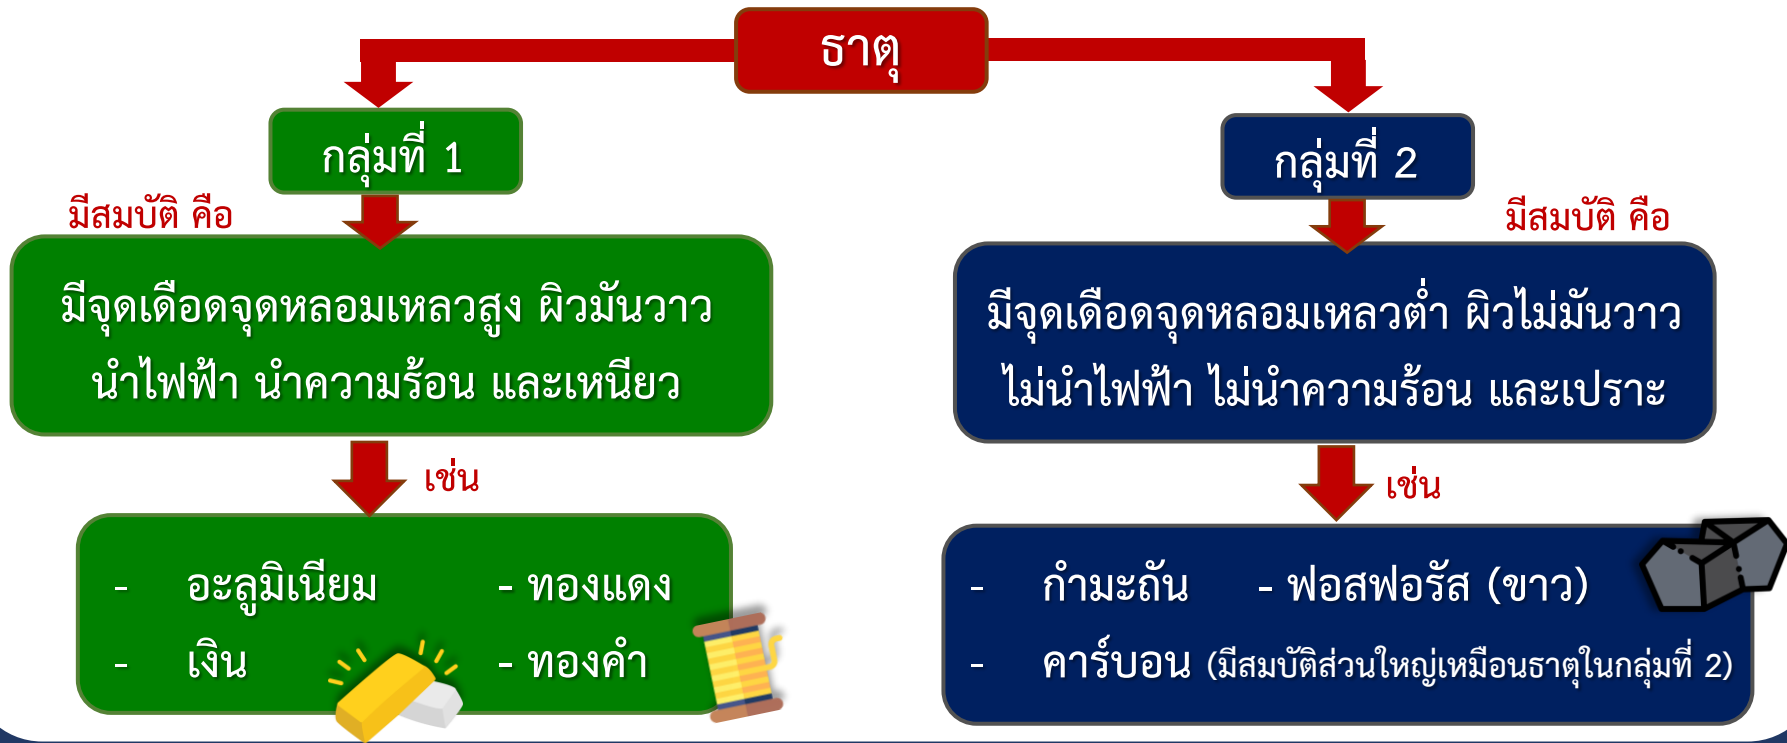 ธาตุ
กลุ่มที่ 1
มีสมบัติ คือ
มีจุดเดือดจุดหลอมเหลวสูง ผิวมันวาว
นำไฟฟ้า นำความร้อน และเหนียว
เช่น
- อะลูมิเนียม - ทองแดง
- เงิน - ทองคำ
กลุ่มที่ 2
มีสมบัติ คือ
มีจุดเดือดจุดหลอมเหลวต่ำ ผิวไม่มันวาว
ไม่นำไฟฟ้า ไม่นำความร้อน และเปราะ
เช่น
- กำมะถัน - ฟอสฟอรัส (ขาว)
- คาร์บอน (มีสมบัติส่วนใหญ่เหมือนธาตุในกลุ่มที่ 2)